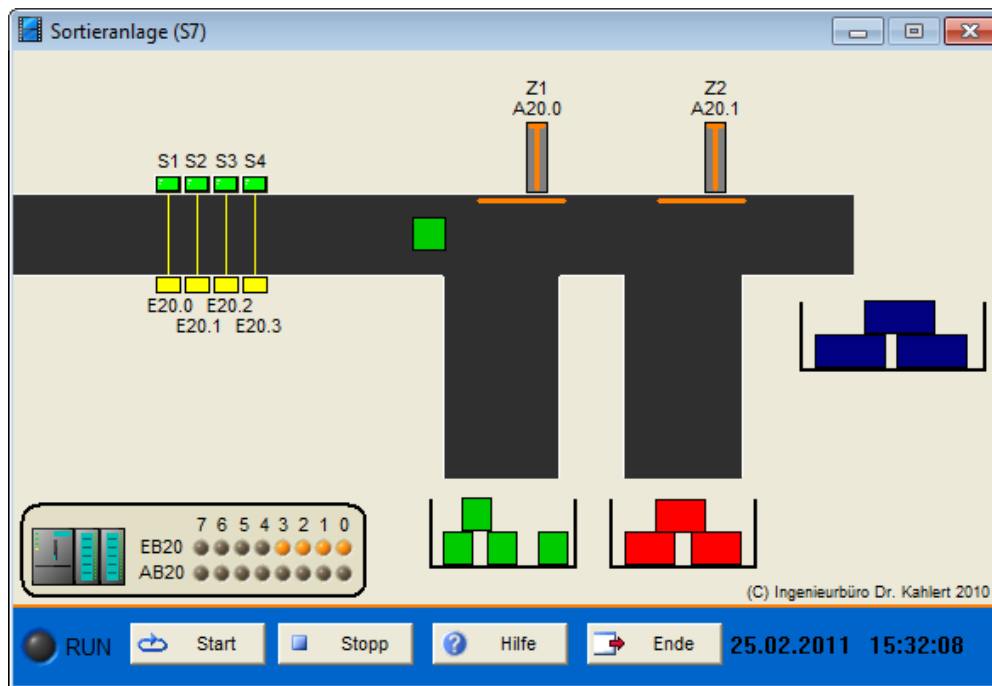 Sortieranlage (S7)
Z1
A20.0
Z2
A20.1
S1 S2 S3 S4
E20.0 E20.2
E20.1 E20.3
7 6 5 4 3 2 1 0
EB20
AB20
(C) Ingenieurbüro Dr. Kahlert 2010
RUN Start Stopp Hilfe Ende 25.02.2011 15:32:08